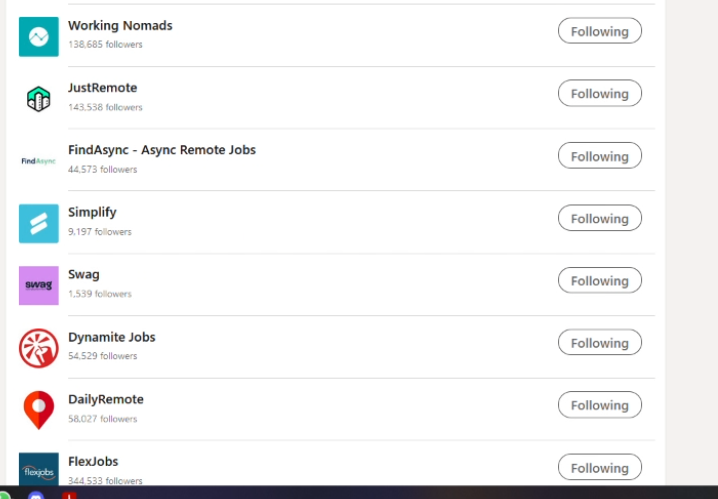 Working Nomads
138,685 followers
Following
JustRemote
143,538 followers
Following
FindAsync
FindAsync - Async Remote Jobs
44,573 followers
Following
Simplify
9,197 followers
Following
swag
Swag
1,539 followers
Following
Dynamite Jobs
54,529 followers
Following
DailyRemote
58,027 followers
Following
flexjobs
FlexJobs
344,533 followers
Following